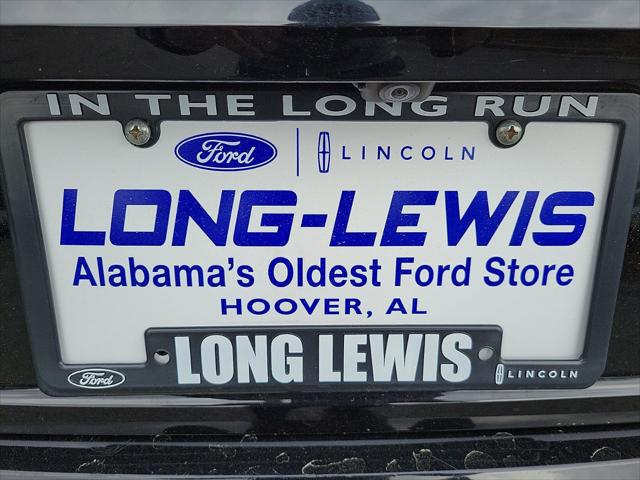 IN THE LONG RUN
Ford LINCOLN
LONG-LEWIS
Alabama's Oldest Ford Store
HOOVER, AL
LONG LEWIS
Ford LINCOLN